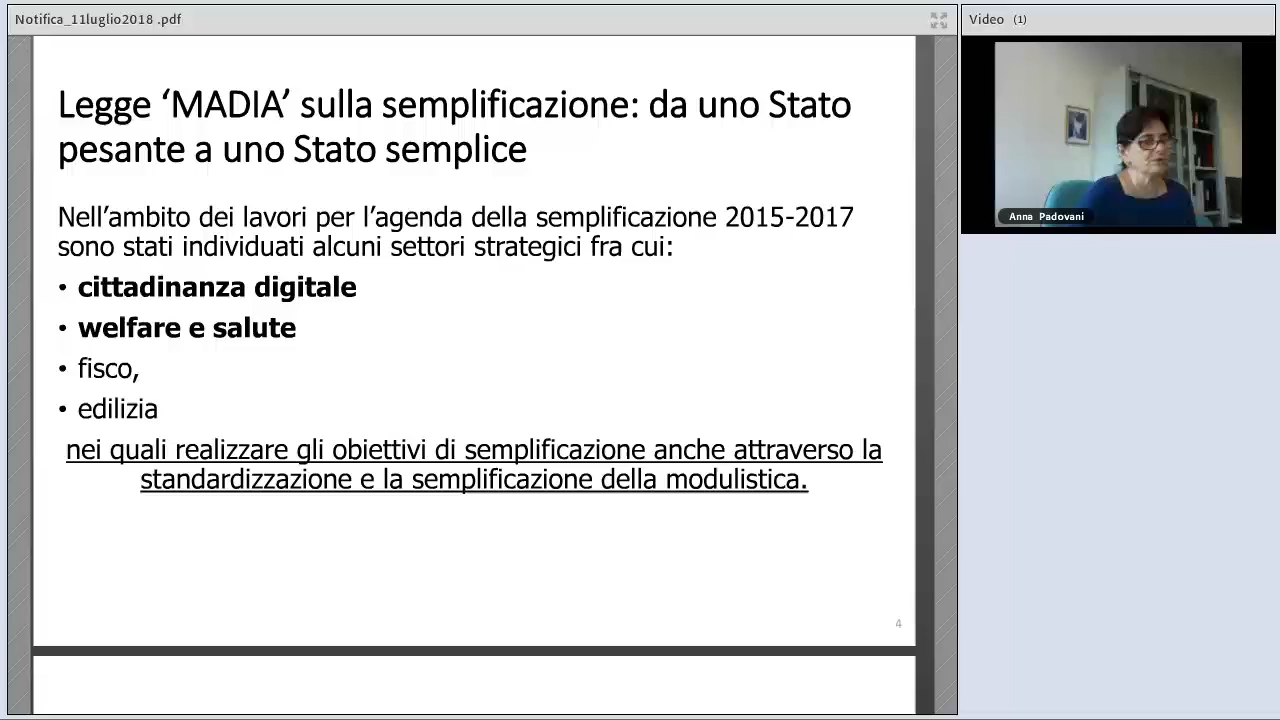 Notifica_11luglio2018 .pdf
Video (1)
Legge ‘MADIA’ sulla semplificazione: da uno Stato
pesante a uno Stato semplice
Nell’ambito dei lavori per l’agenda della semplificazione 2015-2017
sono stati individuati alcuni settori strategici fra cui:
• cittadinanza digitale
• welfare e salute
• fisco,
• edilizia
nei quali realizzare gli obiettivi di semplificazione anche attraverso la
standardizzazione e la semplificazione della modulistica.
4
Anna Padovani